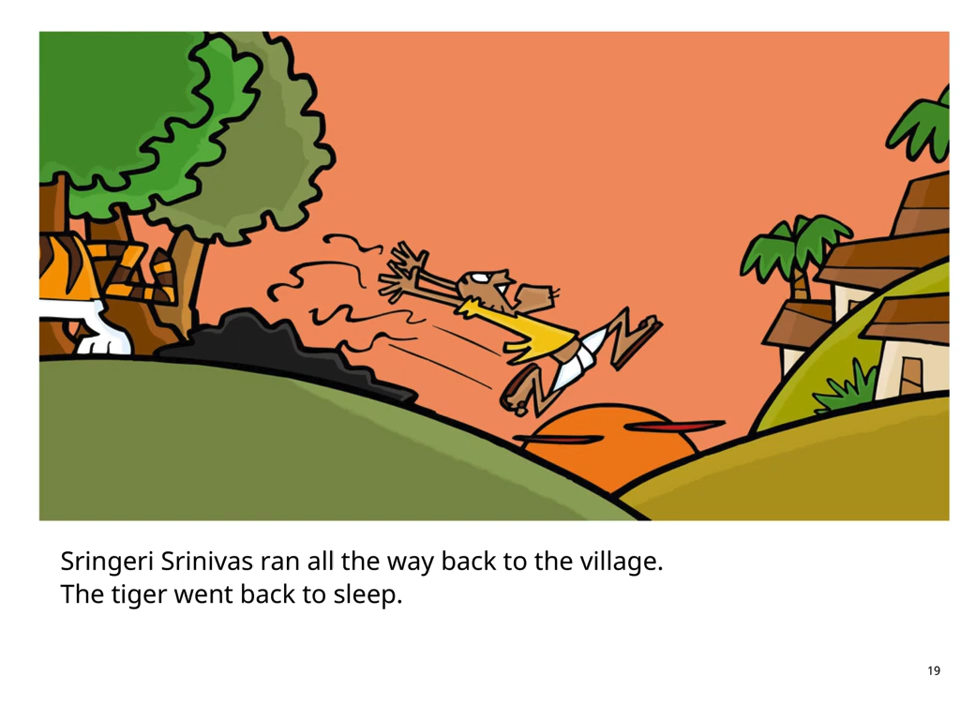 Sringeri Srinivas ran all the way back to the village.
The tiger went back to sleep.
19